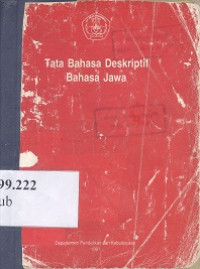 Tata Bahasa Deskriptif
Bahasa Jawa
99.222
ub
Departemen Pendidikan dan Kebudayaan